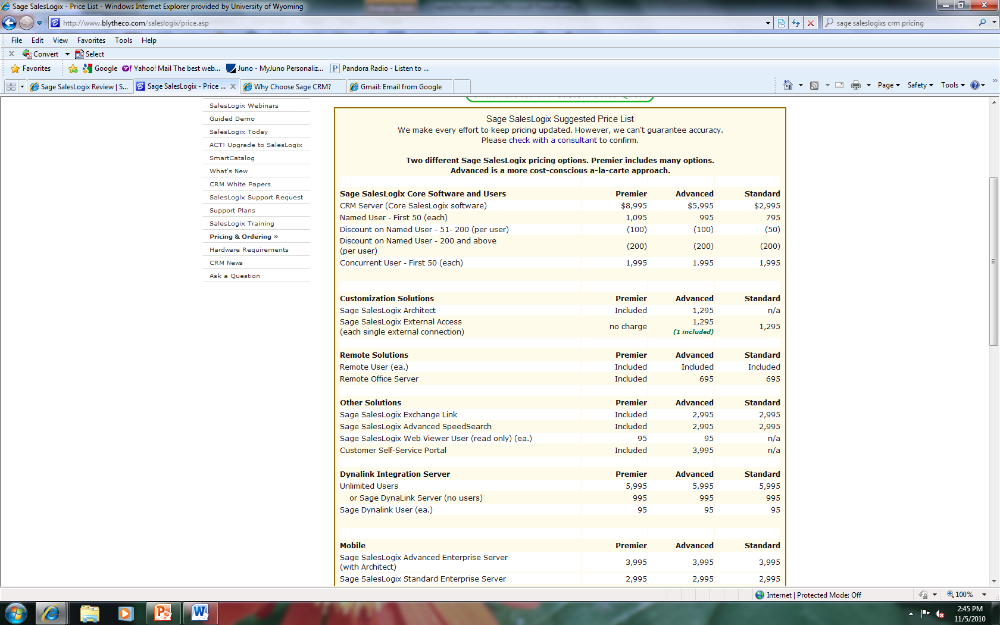 Sage SalesLogix - Price List - Windows Internet Explorer provided by University of Wyoming
http://www.blytheco.com/saleslogix/price.asp
sage saleslogixs crm pricing
File Edit View Favorites Tools Help
x Convert Select
Favorites Google Yahoo! Mail The best web... Juno - MyJuno Personaliz... Pandora Radio - Listen to ...
Sage SalesLogix Review | S... Sage SalesLogix - Price ... Why Choose Sage CRM? Gmail: Email from Google
Page Safety Tools
SalesLogix Webinars
Guided Demo
SalesLogix Today
ACT! Upgrade to SalesLogix
SmartCatalog
What's New
CRM White Papers
SalesLogix Support Request
Support Plans
SalesLogix Training
Pricing & Ordering »
Hardware Requirements
CRM News
Ask a Question
Sage SalesLogix Suggested Price List
We make every effort to keep pricing updated. However, we can't guarantee accuracy.
Please check with a consultant to confirm.
Two different Sage SalesLogix pricing options. Premier includes many options.
Advanced is a more cost-conscious a-la-carte approach.
Sage SalesLogix Core Software and Users Premier Advanced Standard
CRM Server (Core SalesLogix software) $8,995 $5,995 $2,995
Named User - First 50 (each) 1,095 995 795
Discount on Named User - 51- 200 (per user) (100) (100) (50)
Discount on Named User - 200 and above
(per user) (200) (200) (200)
Concurrent User - First 50 (each) 1,995 1.995 1,995
Customization Solutions Premier Advanced Standard
Sage SalesLogix Architect Included 1,295 n/a
Sage SalesLogix External Access
(each single external connection) no charge 1,295 (1 included) 1,295
Remote Solutions Premier Advanced Standard
Remote User (ea.) Included Included Included
Remote Office Server Included 695 695
Other Solutions Premier Advanced Standard
Sage SalesLogix Exchange Link Included 2,995 2,995
Sage SalesLogix Advanced SpeedSearch Included 2,995 2,995
Sage SalesLogix Web Viewer User (read only) (ea.) 95 95 n/a
Customer Self-Service Portal Included 3,995 n/a
Dynalink Integration Server Premier Advanced Standard
Unlimited Users 5,995 5,995 5,995
or Sage DynaLink Server (no users) 995 995 995
Sage Dynalink User (ea.) 95 95 95
Mobile Premier Advanced Standard
Sage SalesLogix Advanced Enterprise Server
(with Architect) 3,995 3,995 3,995
Sage SalesLogix Standard Enterprise Server 2,995 2,995 2,995
Internet | Protected Mode: Off
100%
2:45 PM
11/5/2010